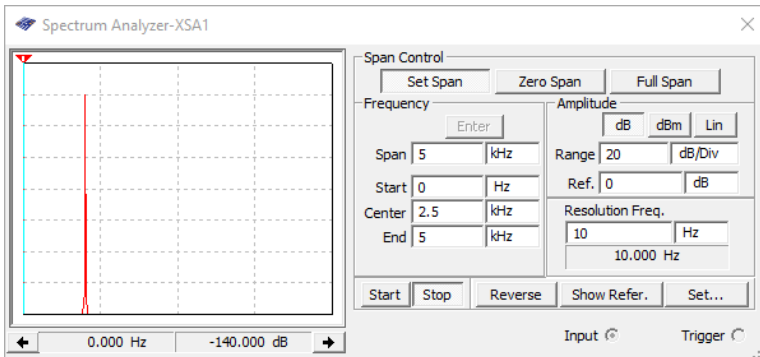 Spectrum Analyzer-XSA1
Span Control
Set Span Zero Span Full Span
Frequency
Enter
Span 5 kHz
Start 0 Hz
Center 2.5 kHz
End 5 kHz
Amplitude
dB dBm Lin
Range 20 dB/Div
Ref. 0 dB
Resolution Freq.
10 Hz
10.000 Hz
Start Stop Reverse Show Refer. Set...
0.000 Hz -140.000 dB
Input Trigger